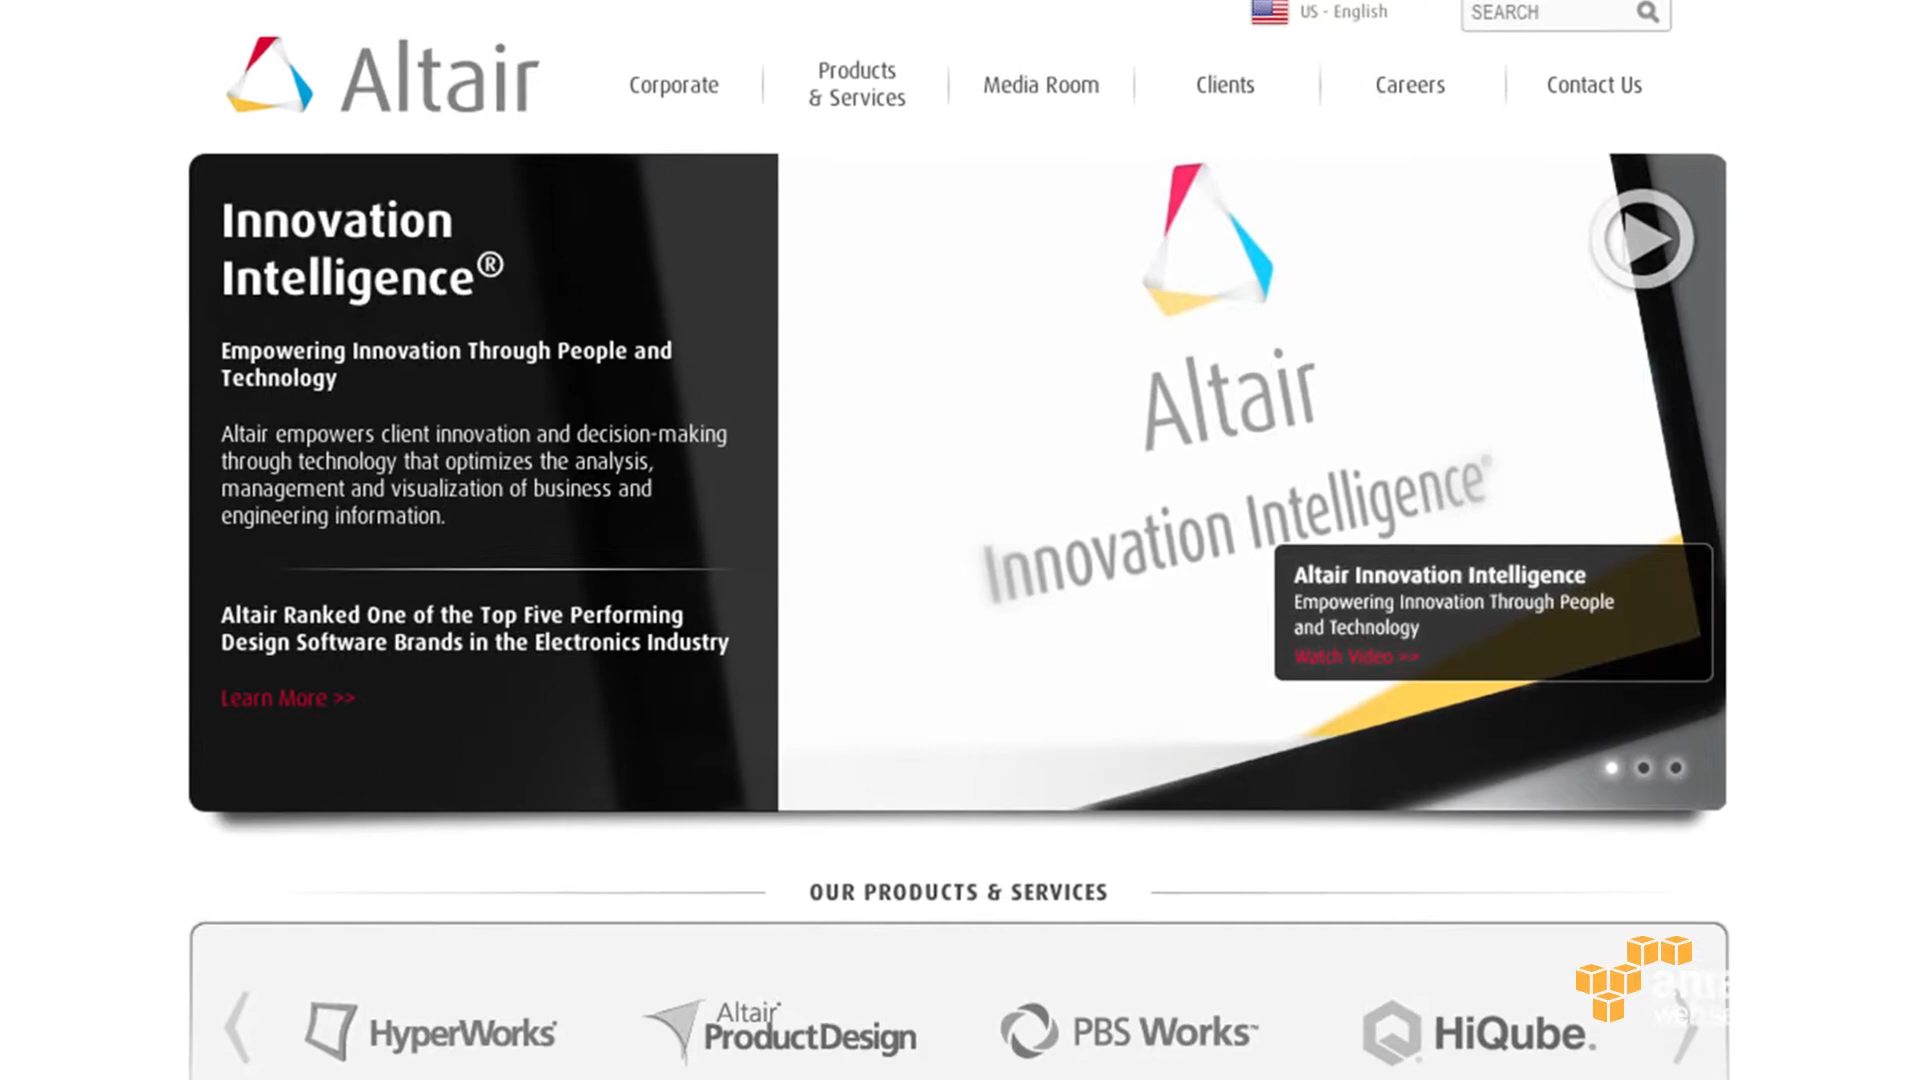 US - English
SEARCH
Altair
Corporate
Products
& Services
Media Room
Clients
Careers
Contact Us
Innovation
Intelligence®
Empowering Innovation Through People and
Technology
Altair empowers client innovation and decision-making
through technology that optimizes the analysis,
management and visualization of business and
engineering information.
Altair Ranked One of the Top Five Performing
Design Software Brands in the Electronics Industry
Learn More >>
Altair
Innovation Intelligence®
Altair Innovation Intelligence
Empowering Innovation Through People
and Technology
Watch Video >>
OUR PRODUCTS & SERVICES
HyperWorks®
Altair®
ProductDesign
PBS Works™
HiQube®